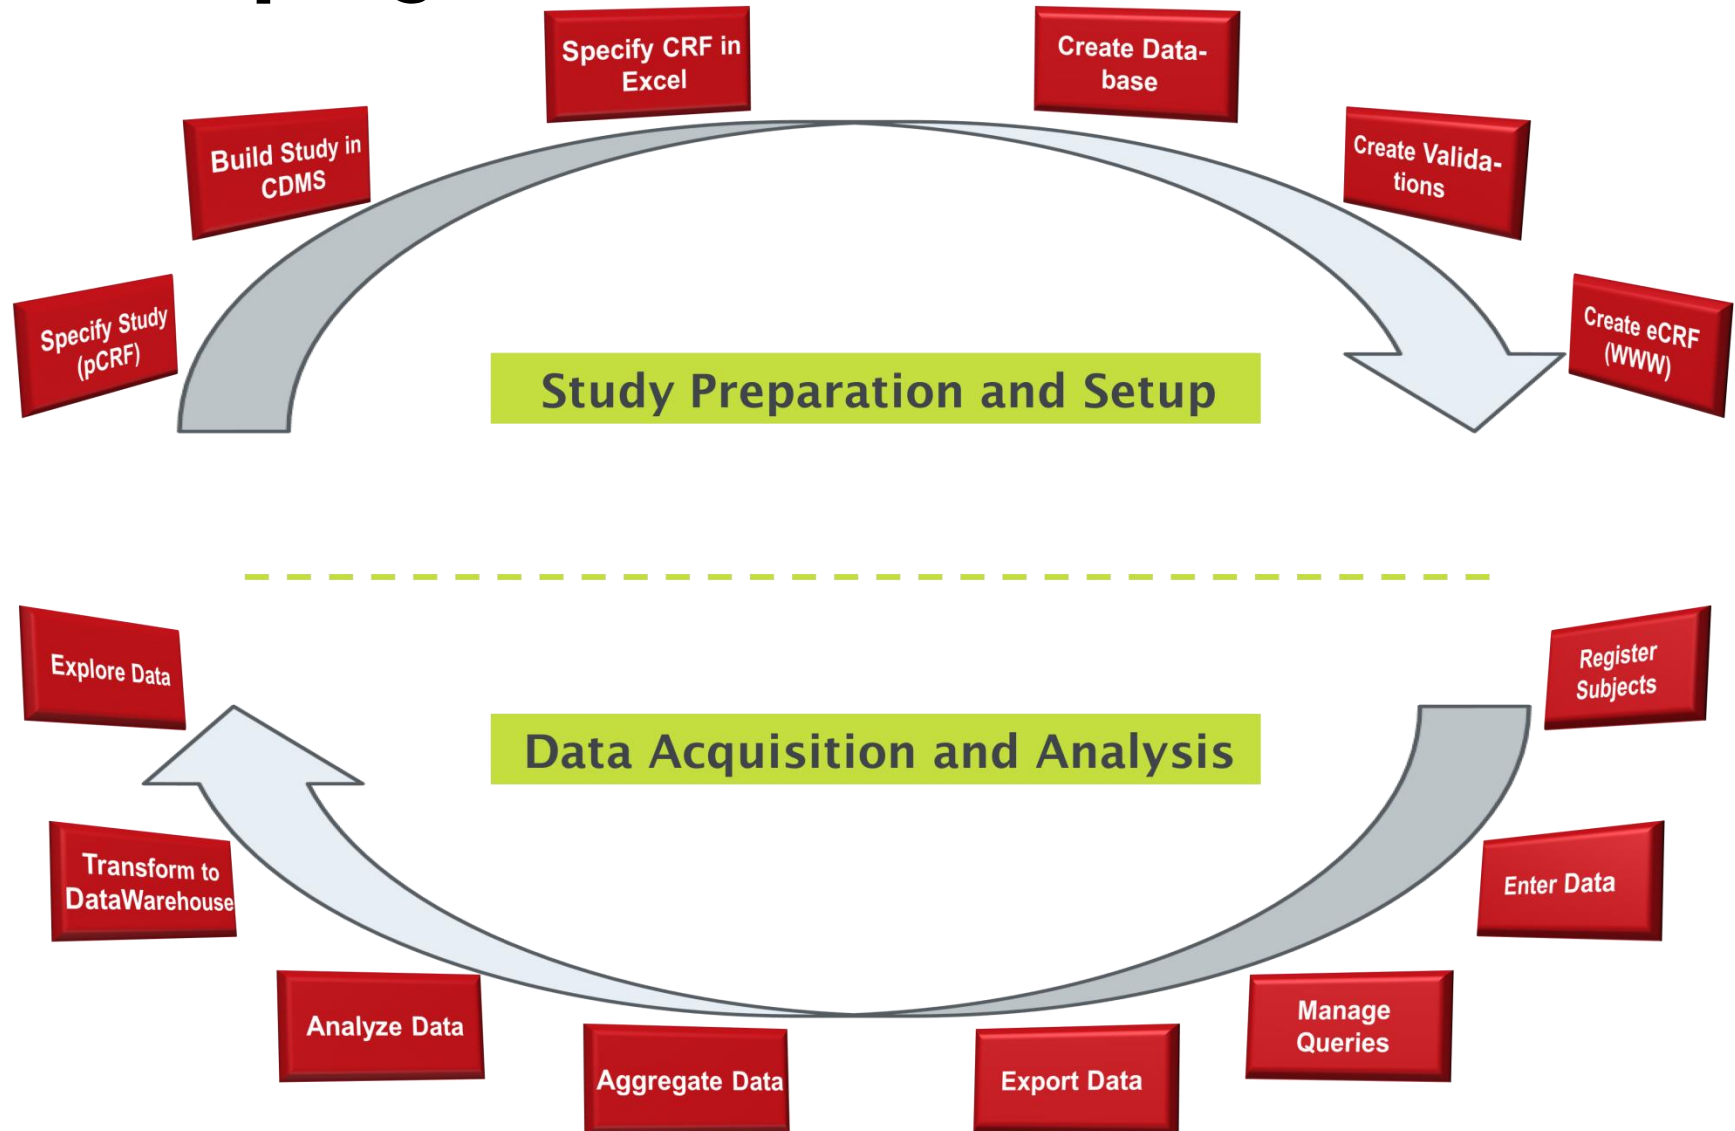 Specify CRF in
Excel
Create Data-
base
Build Study in
CDMS
Create Valida-
tions
Specify Study
(pCRF)
Create eCRF
(WWW)
Study Preparation and Setup
Explore Data
Register
Subjects
Data Acquisition and Analysis
Transform to
DataWarehouse
Enter Data
Analyze Data
Manage
Queries
Aggregate Data
Export Data